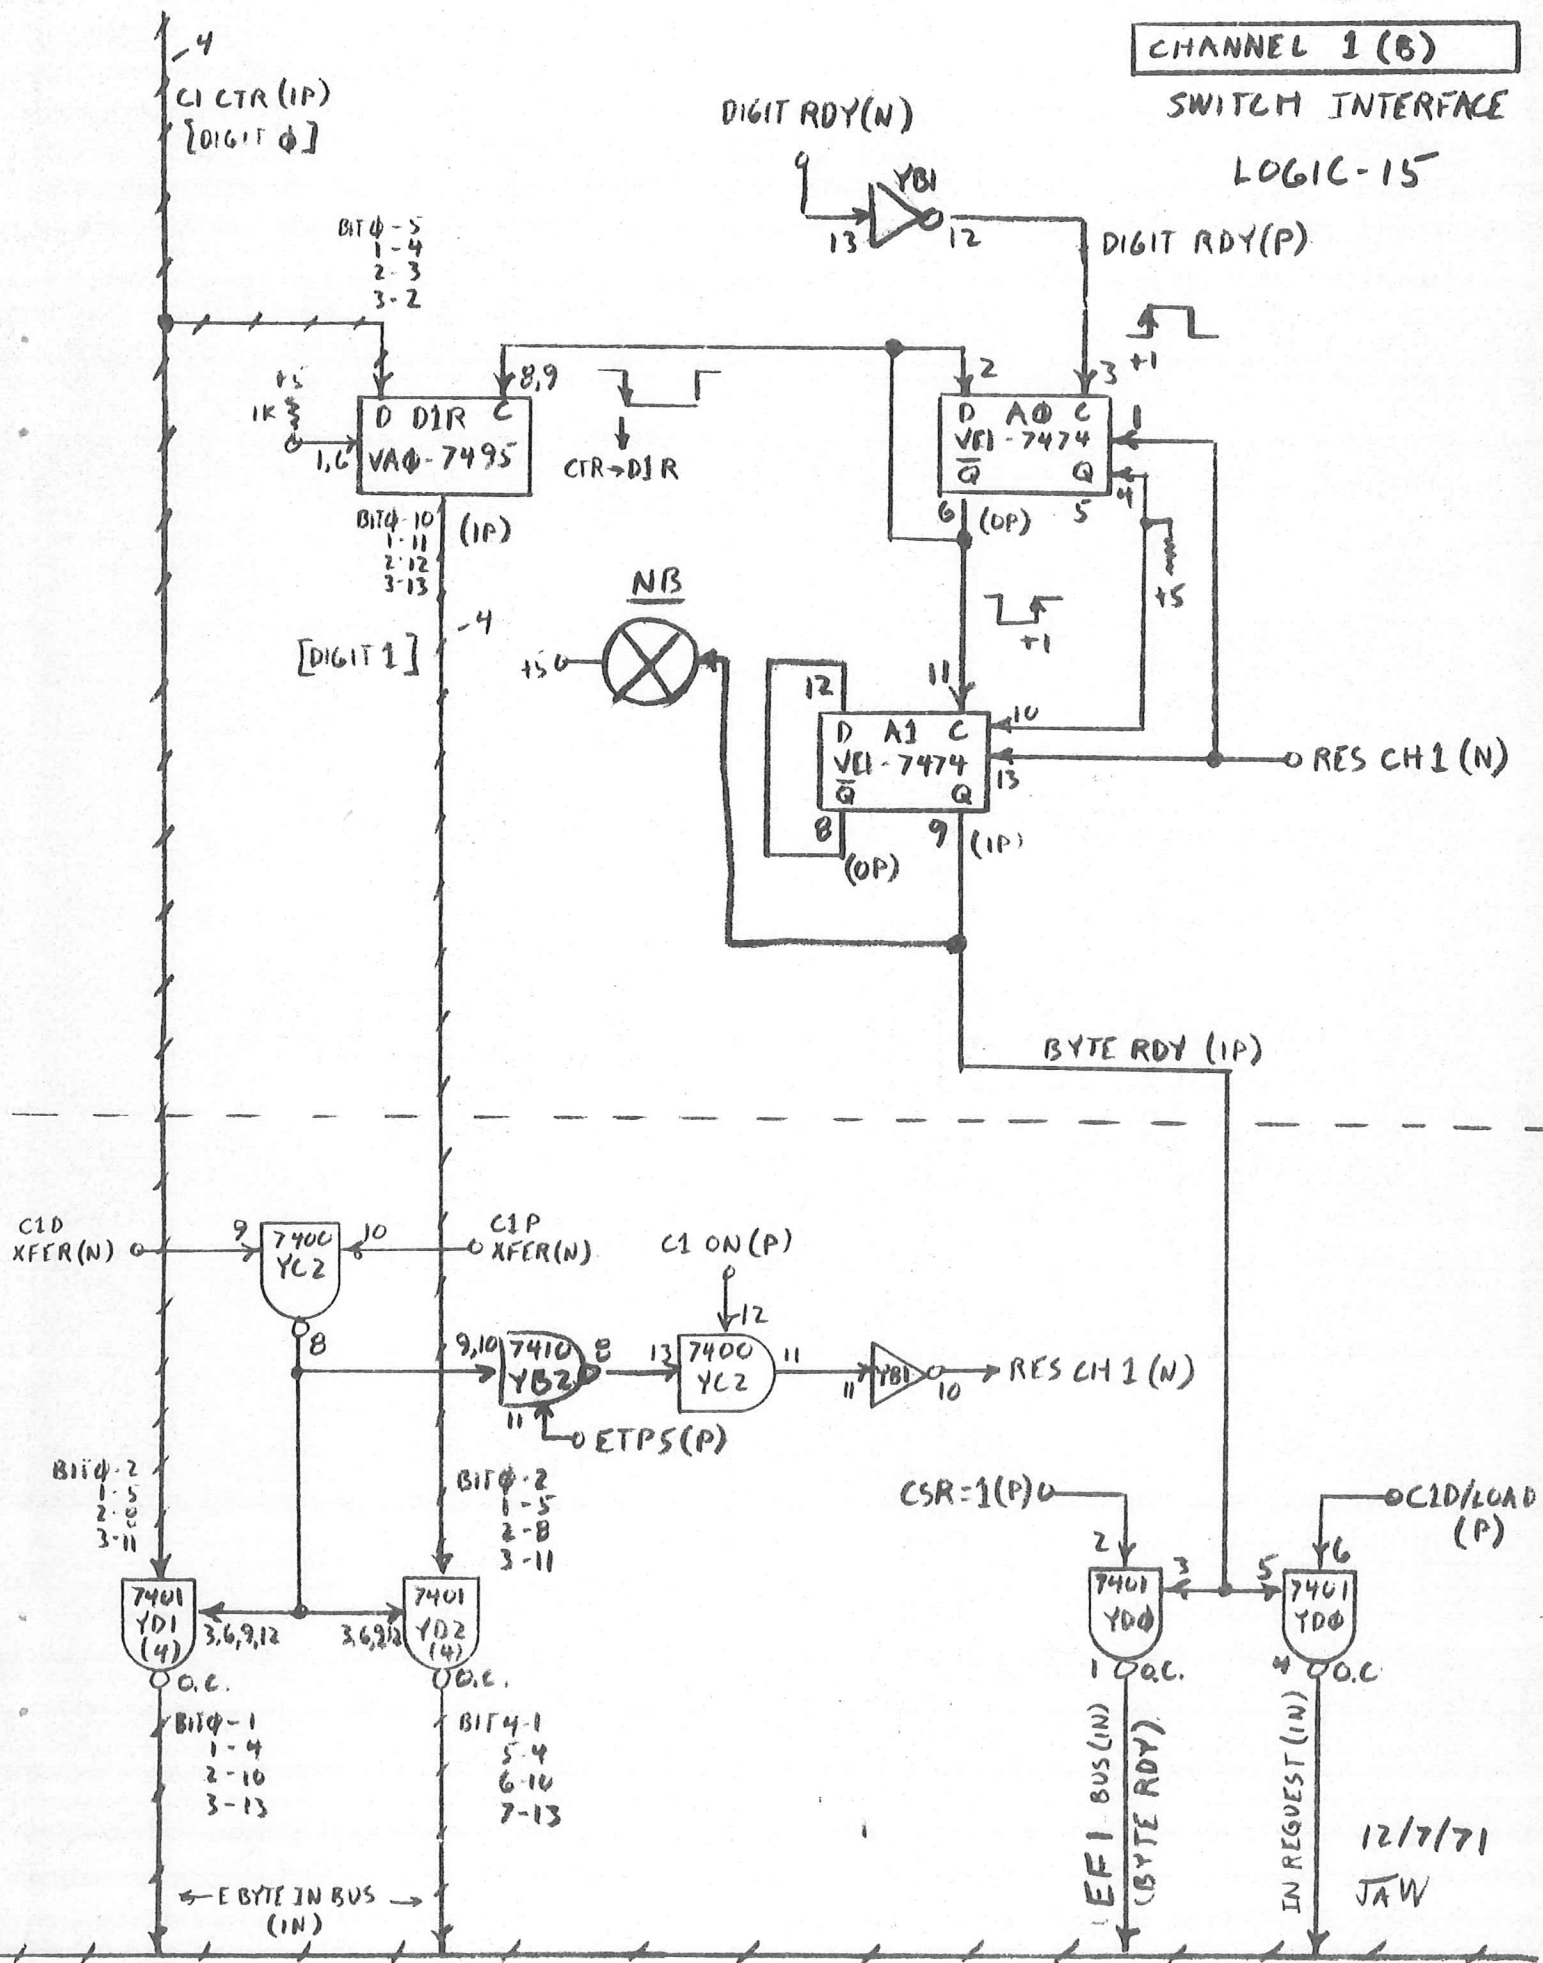 CHANNEL 1 (B)
SWITCH INTERFACE
LOGIC-15
4
C1 CTR (1P)
[DIGIT φ]
DIGIT RDY(N)
YB1
13
12
DIGIT RDY(P)
BITφ-5
1-4
2-3
3-2
+5
1K
1,6
D D1R C
VAφ-7495
8,9
CTR→D1R
2
3
+1
D Aφ C
VE1-7474
Q̅ Q
1
4
6
(0P)
5
+5
BITφ-10
1-11
2-12
3-13
(1P)
4
[DIGIT 1]
NB
+5
+1
11
12
10
13
D A1 C
VE1-7474
Q̅ Q
RES CH 1 (N)
8
(0P)
9
(1P)
BYTE RDY (1P)
C1D
XFER(N)
9
7400
YC2
10
C1P
XFER(N)
8
C1 ON(P)
12
9,10
7410
YB2
8
11
ETP5(P)
13
7400
YC2
11
11
YB1
10
RES CH 1 (N)
BITφ-2
1-5
2-8
3-11
BITφ-2
1-5
2-8
3-11
CSR=1(P)
C1D/LOAD
(P)
2
3
5
6
7401
YD1
(4)
3,6,9,12
3,6,9,12
7401
YD2
(4)
7401
YDφ
7401
YDφ
O.C.
O.C.
1
O.C.
4
O.C.
BITφ-1
1-4
2-10
3-13
BIT4-1
5-4
6-10
7-13
EF1 BUS(IN)
(BYTE RDY)
IN REQUEST(IN)
E BYTE IN BUS
(IN)
12/7/71
JAW